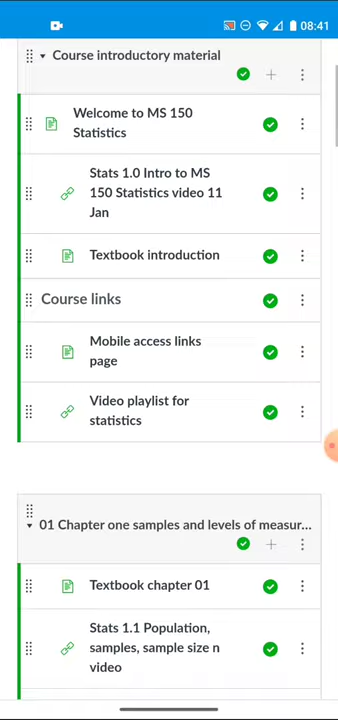 08:41
Course introductory material
Welcome to MS 150
Statistics
Stats 1.0 Intro to MS
150 Statistics video 11
Jan
Textbook introduction
Course links
Mobile access links
page
Video playlist for
statistics
01 Chapter one samples and levels of measur...
Textbook chapter 01
Stats 1.1 Population,
samples, sample size n
video